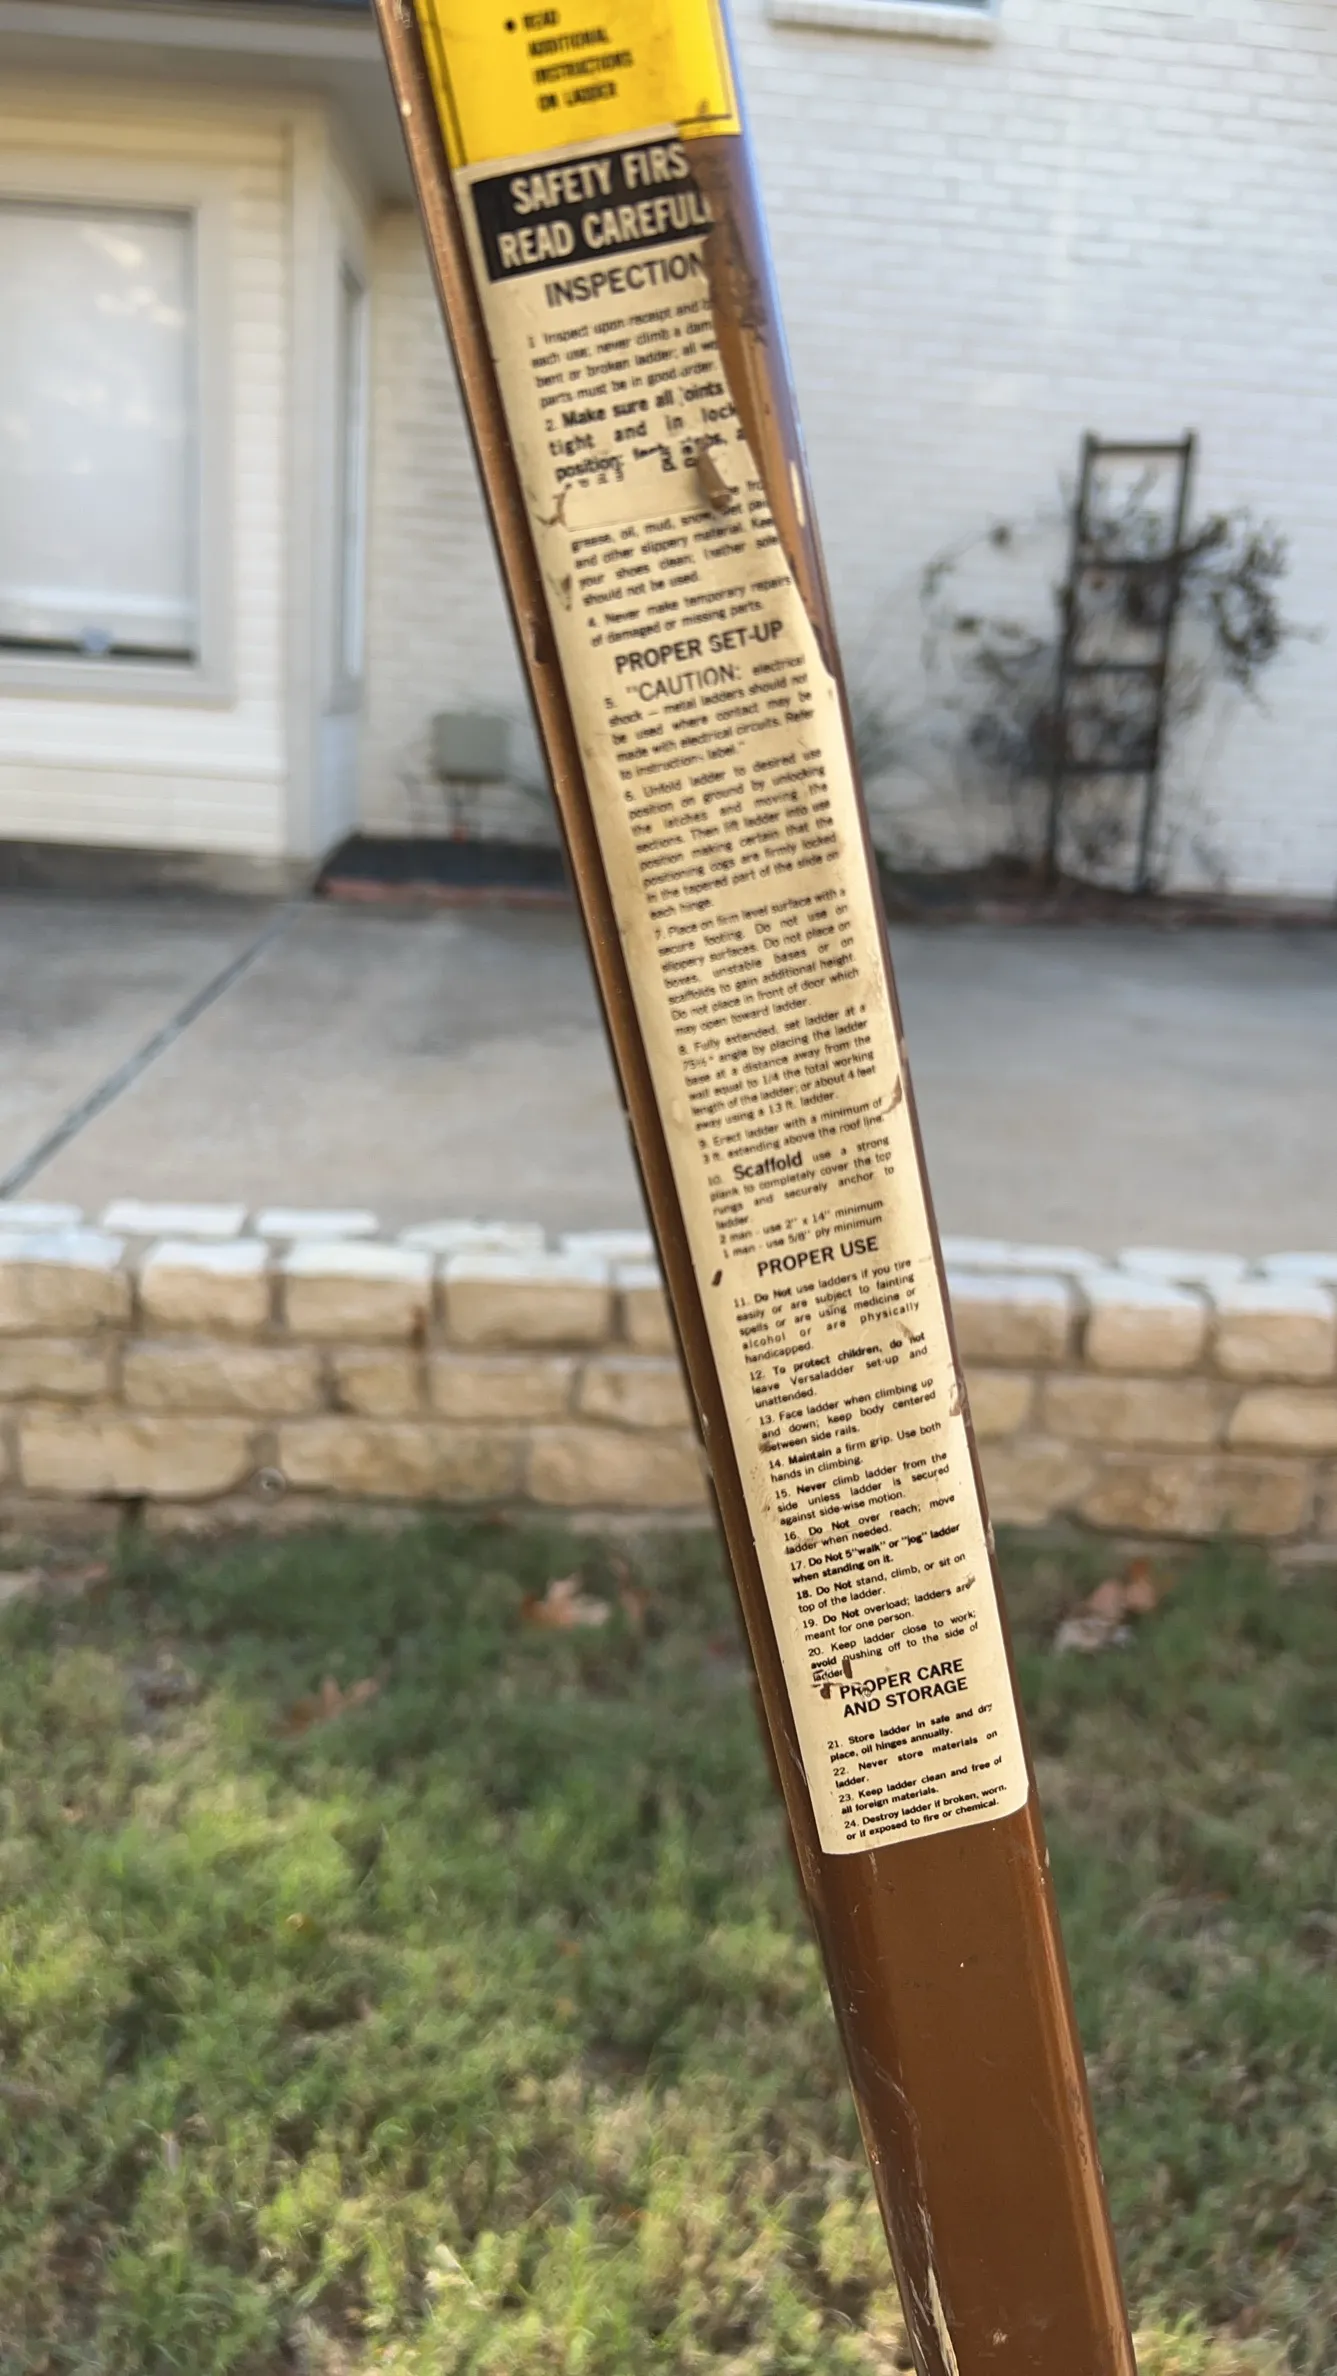 • READ
ADDITIONAL
INSTRUCTIONS
ON LADDER
SAFETY FIRS
READ CAREFULL
INSPECTION
1. Inspect upon receipt and b
each use; never climb a dam
bent or broken ladder; all wo
parts must be in good order.
2. Make sure all joints
tight and in lock
position;
grease, oil, mud, snow, wet pai
and other slippery material. Kee
your shoes clean; leather sole
should not be used.
4. Never make temporary repairs
of damaged or missing parts.
PROPER SET-UP
5. "CAUTION: electrical
shock — metal ladders should not
be used where contact may be
made with electrical circuits. Refer
to instruction label."
6. Unfold ladder to desired use
position on ground by unlocking
the latches and moving the
sections. Then lift ladder into use
position making certain that the
positioning cogs are firmly locked
in the tapered part of the slide on
each hinge.
7. Place on firm level surface with a
secure footing. Do not use on
slippery surfaces. Do not place on
boxes, unstable bases or on
scaffolds to gain additional height.
Do not place in front of door which
may open toward ladder.
8. Fully extended, set ladder at a
75½° angle by placing the ladder
base at a distance away from the
wall equal to 1/4 the total working
length of the ladder; or about 4 feet
away using a 13 ft. ladder.
9. Erect ladder with a minimum of
3 ft. extending above the roof line.
10. Scaffold use a strong
plank to completely cover the top
rungs and securely anchor to
ladder.
2 man - use 2" x 14" minimum
1 man - use 5/8" ply minimum
PROPER USE
11. Do Not use ladders if you tire
easily or are subject to fainting
spells or are using medicine or
alcohol or are physically
handicapped.
12. To protect children, do not
leave Versaladder set-up and
unattended.
13. Face ladder when climbing up
and down; keep body centered
between side rails.
14. Maintain a firm grip. Use both
hands in climbing.
15. Never climb ladder from the
side unless ladder is secured
against side-wise motion.
16. Do Not over reach; move
ladder when needed.
17. Do Not 5"walk" or "jog" ladder
when standing on it.
18. Do Not stand, climb, or sit on
top of the ladder.
19. Do Not overload; ladders are
meant for one person.
20. Keep ladder close to work;
avoid pushing off to the side of
ladder
PROPER CARE
AND STORAGE
21. Store ladder in safe and dry
place, oil hinges annually.
22. Never store materials on
ladder.
23. Keep ladder clean and free of
all foreign materials.
24. Destroy ladder if broken, worn,
or if exposed to fire or chemical.